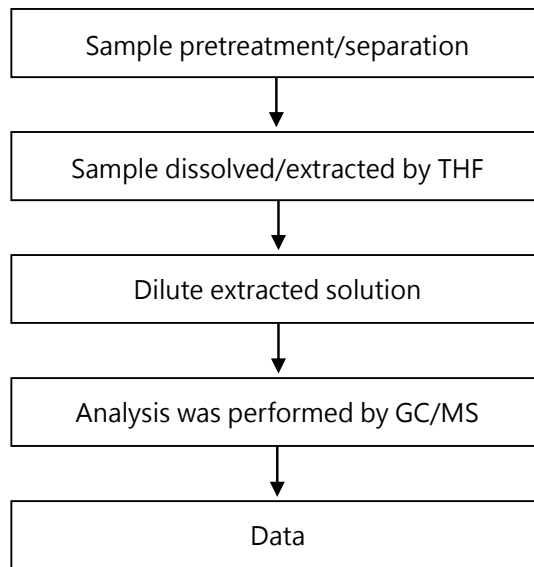 Sample pretreatment/separation
Sample dissolved/extracted by THF
Dilute extracted solution
Analysis was performed by GC/MS
Data